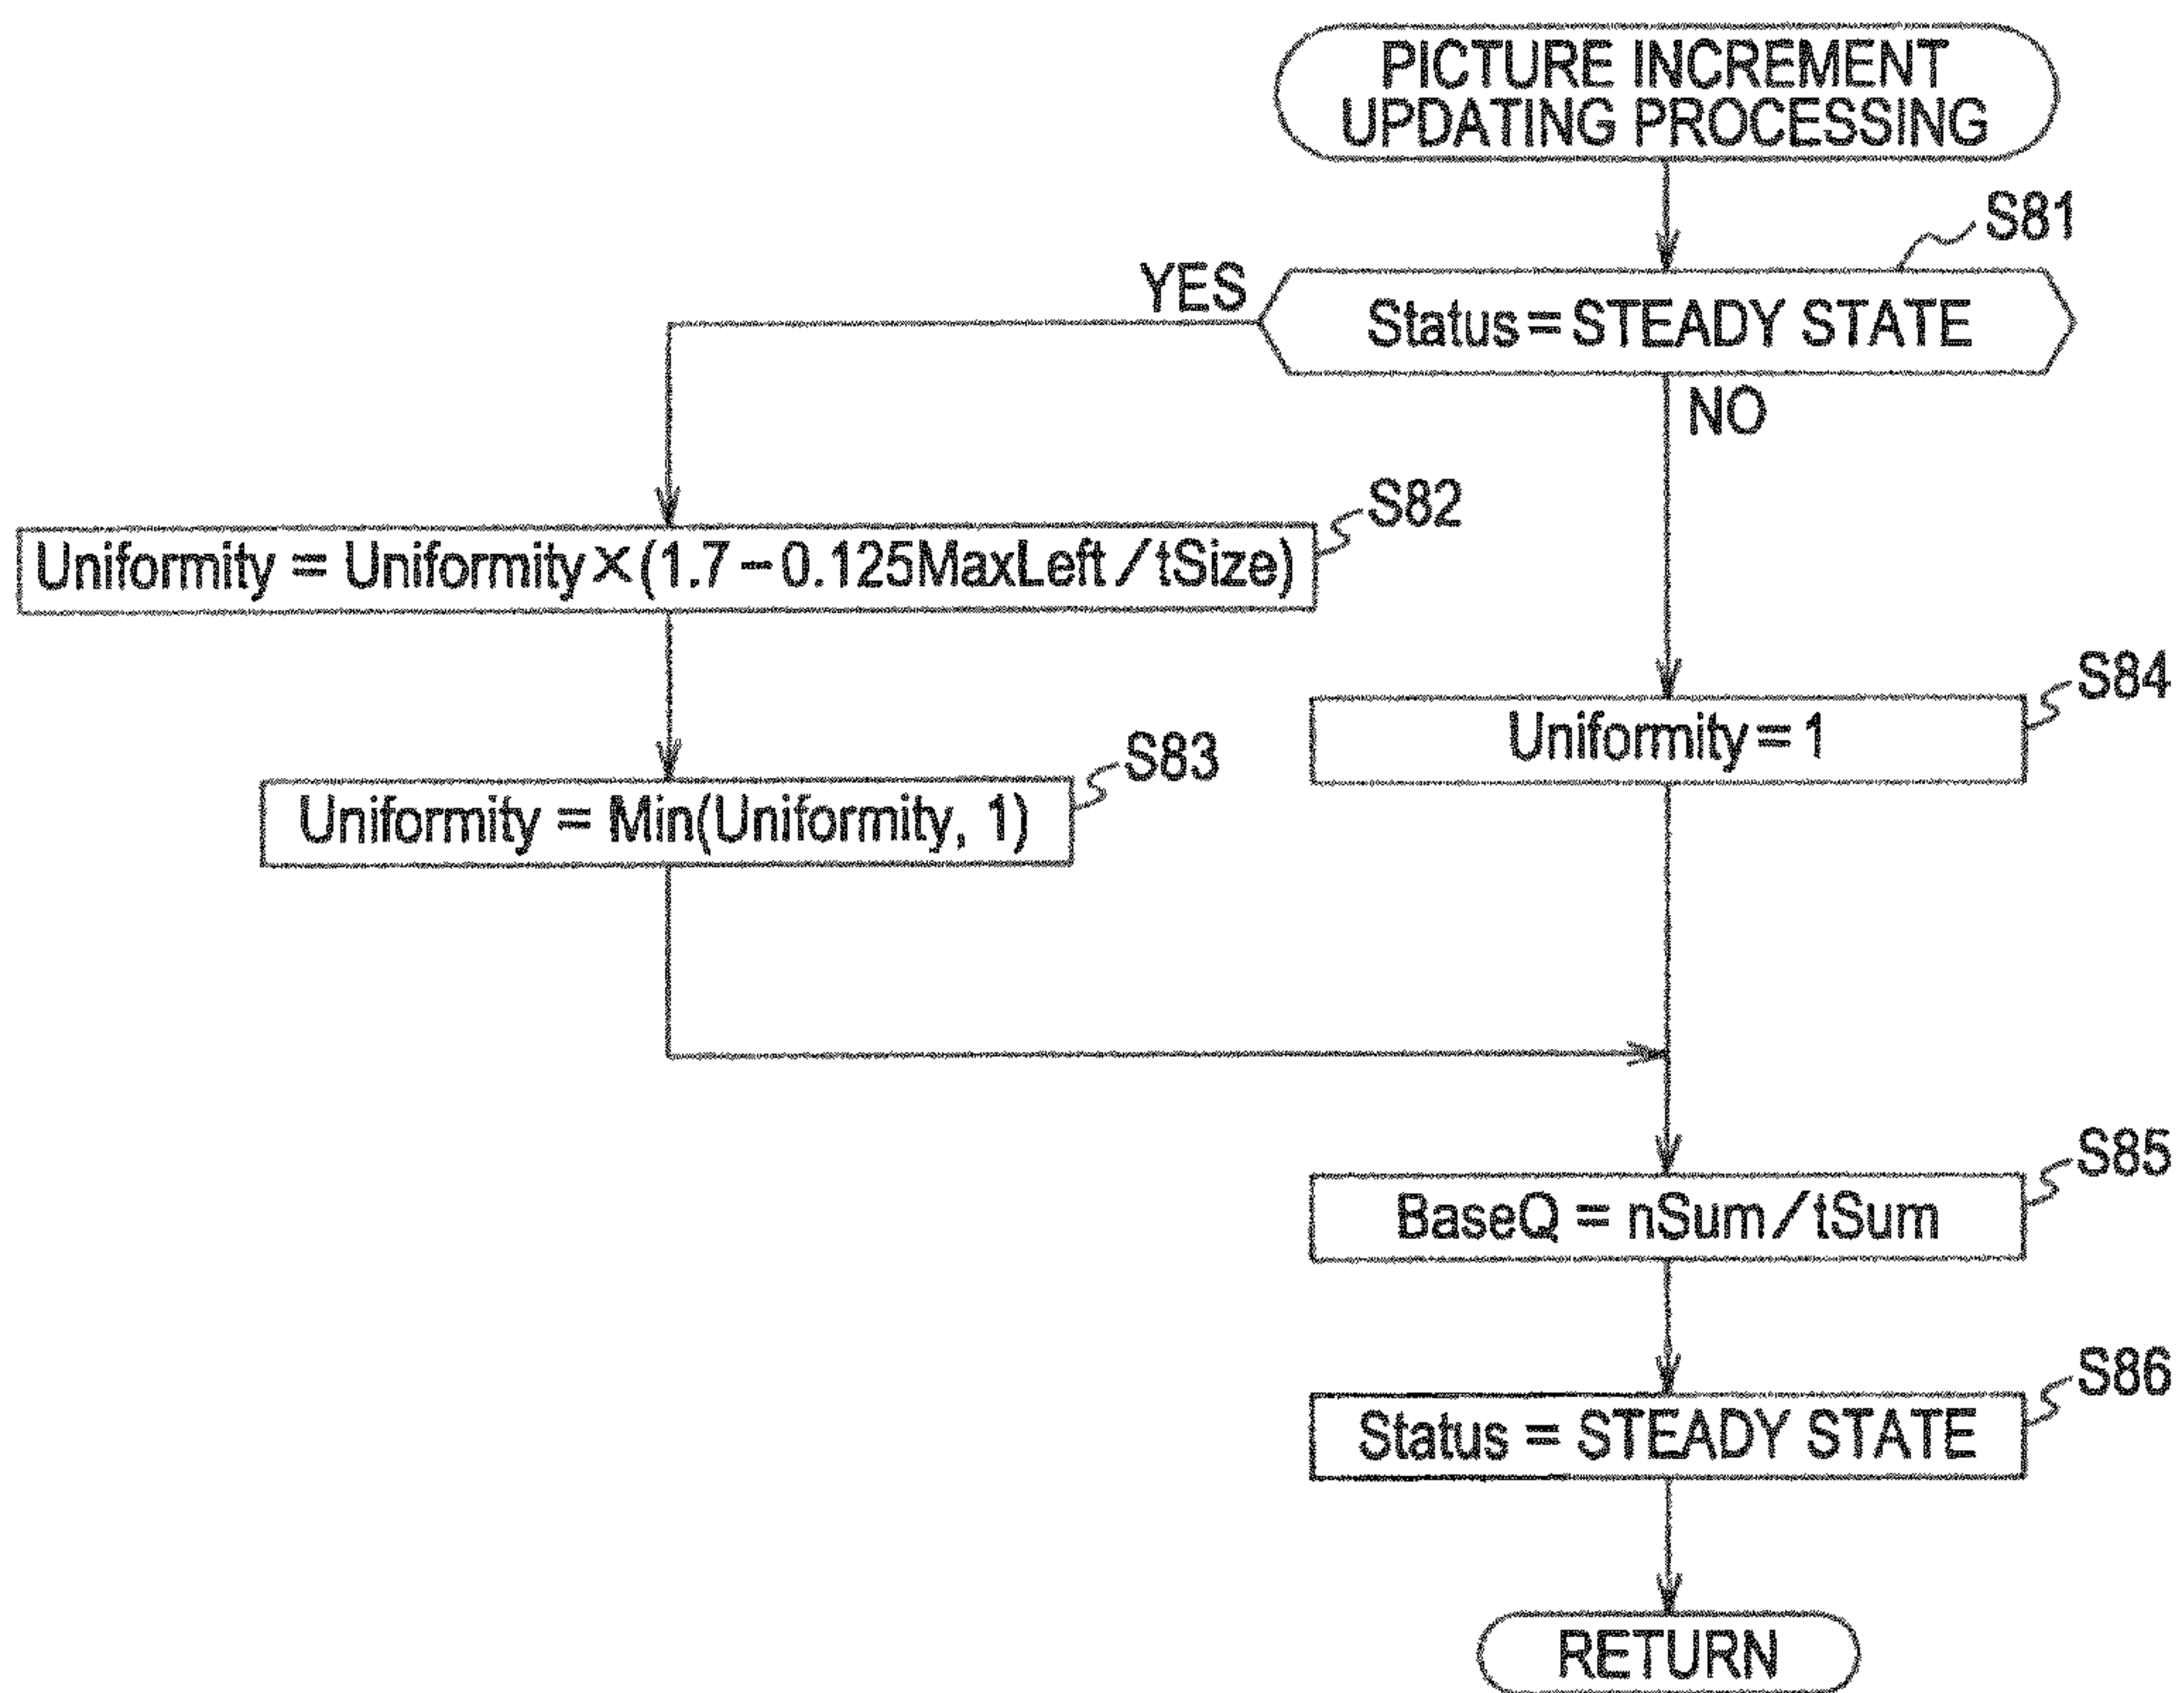 PICTURE INCREMENT
UPDATING PROCESSING
S81
YES
Status=STEADY STATE
NO
S82
Uniformity = Uniformity×(1.7−0.125MaxLeft/tSize)
S84
Uniformity=1
S83
Uniformity = Min(Uniformity, 1)
S85
BaseQ = nSum/tSum
S86
Status = STEADY STATE
RETURN